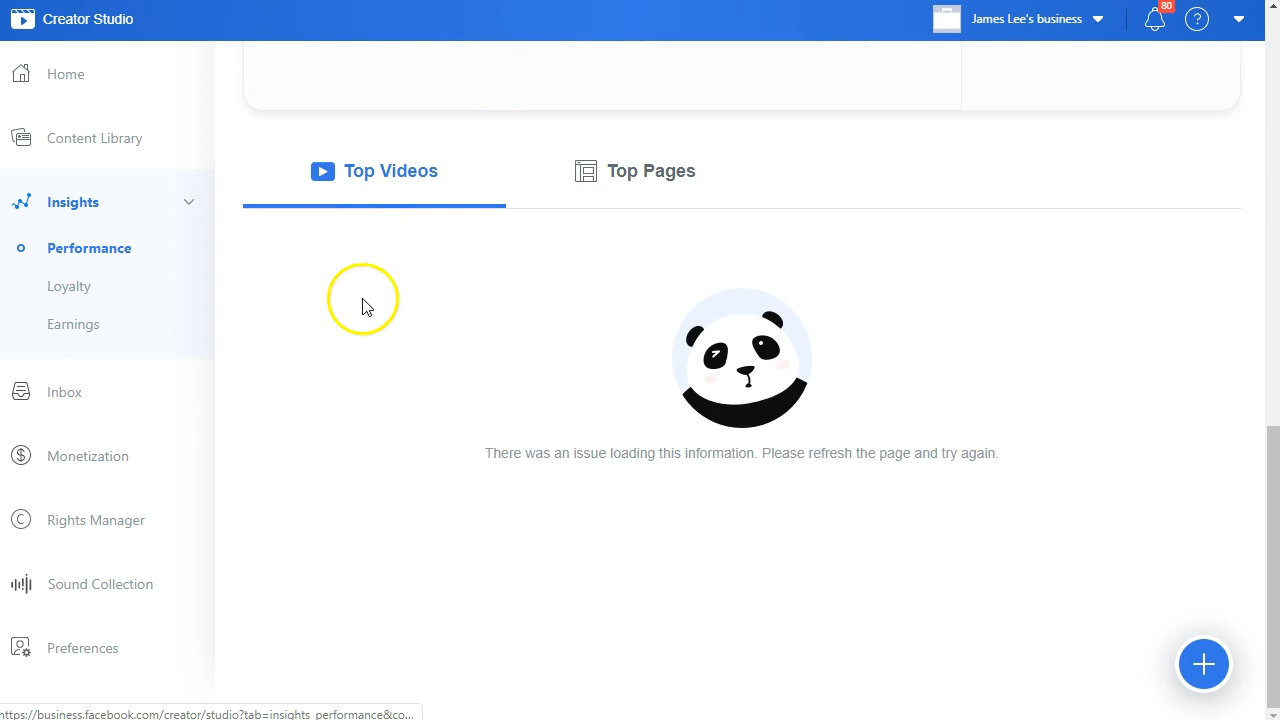 Creator Studio
James Lee's business
80
?
Home
Content Library
Insights
Performance
Loyalty
Earnings
Inbox
Monetization
Rights Manager
Sound Collection
Preferences
Top Videos
Top Pages
There was an issue loading this information. Please refresh the page and try again.
https://business.facebook.com/creator/studio?tab=insights_performance&co...